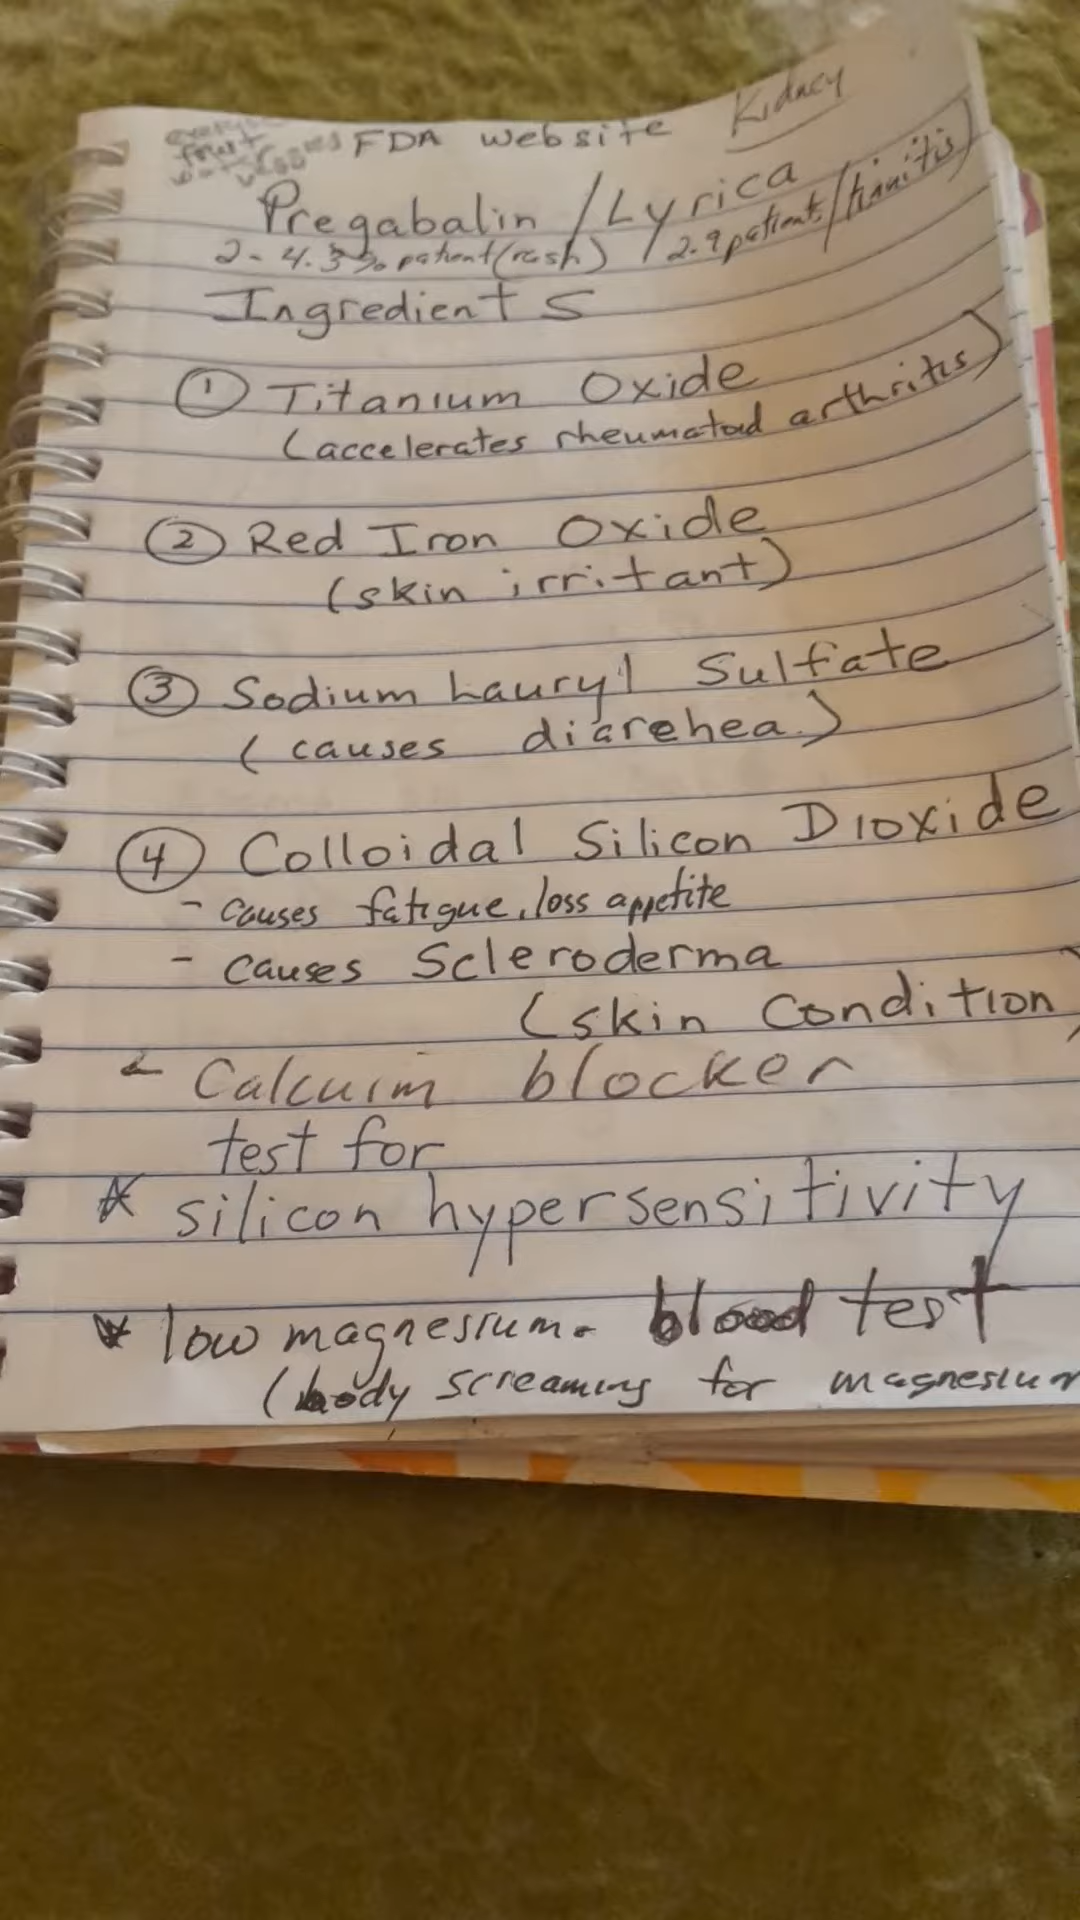 FDA website Kidney
Pregabalin / Lyrica
2-4.3% patient (rash) / 2.9 patients / tinnitis)
Ingredients
① Titanium Oxide
(accelerates rheumatoid arthritis)
② Red Iron Oxide
(skin irritant)
③ Sodium Lauryl Sulfate
(causes diarehea)
④ Colloidal Silicon Dioxide
- causes fatigue, loss appetite
- causes Scleroderma
(skin condition)
- Calcuim blocker
test for
* silicon hypersensitivity
* low magnesium - blood test
(body screaming for magnesium